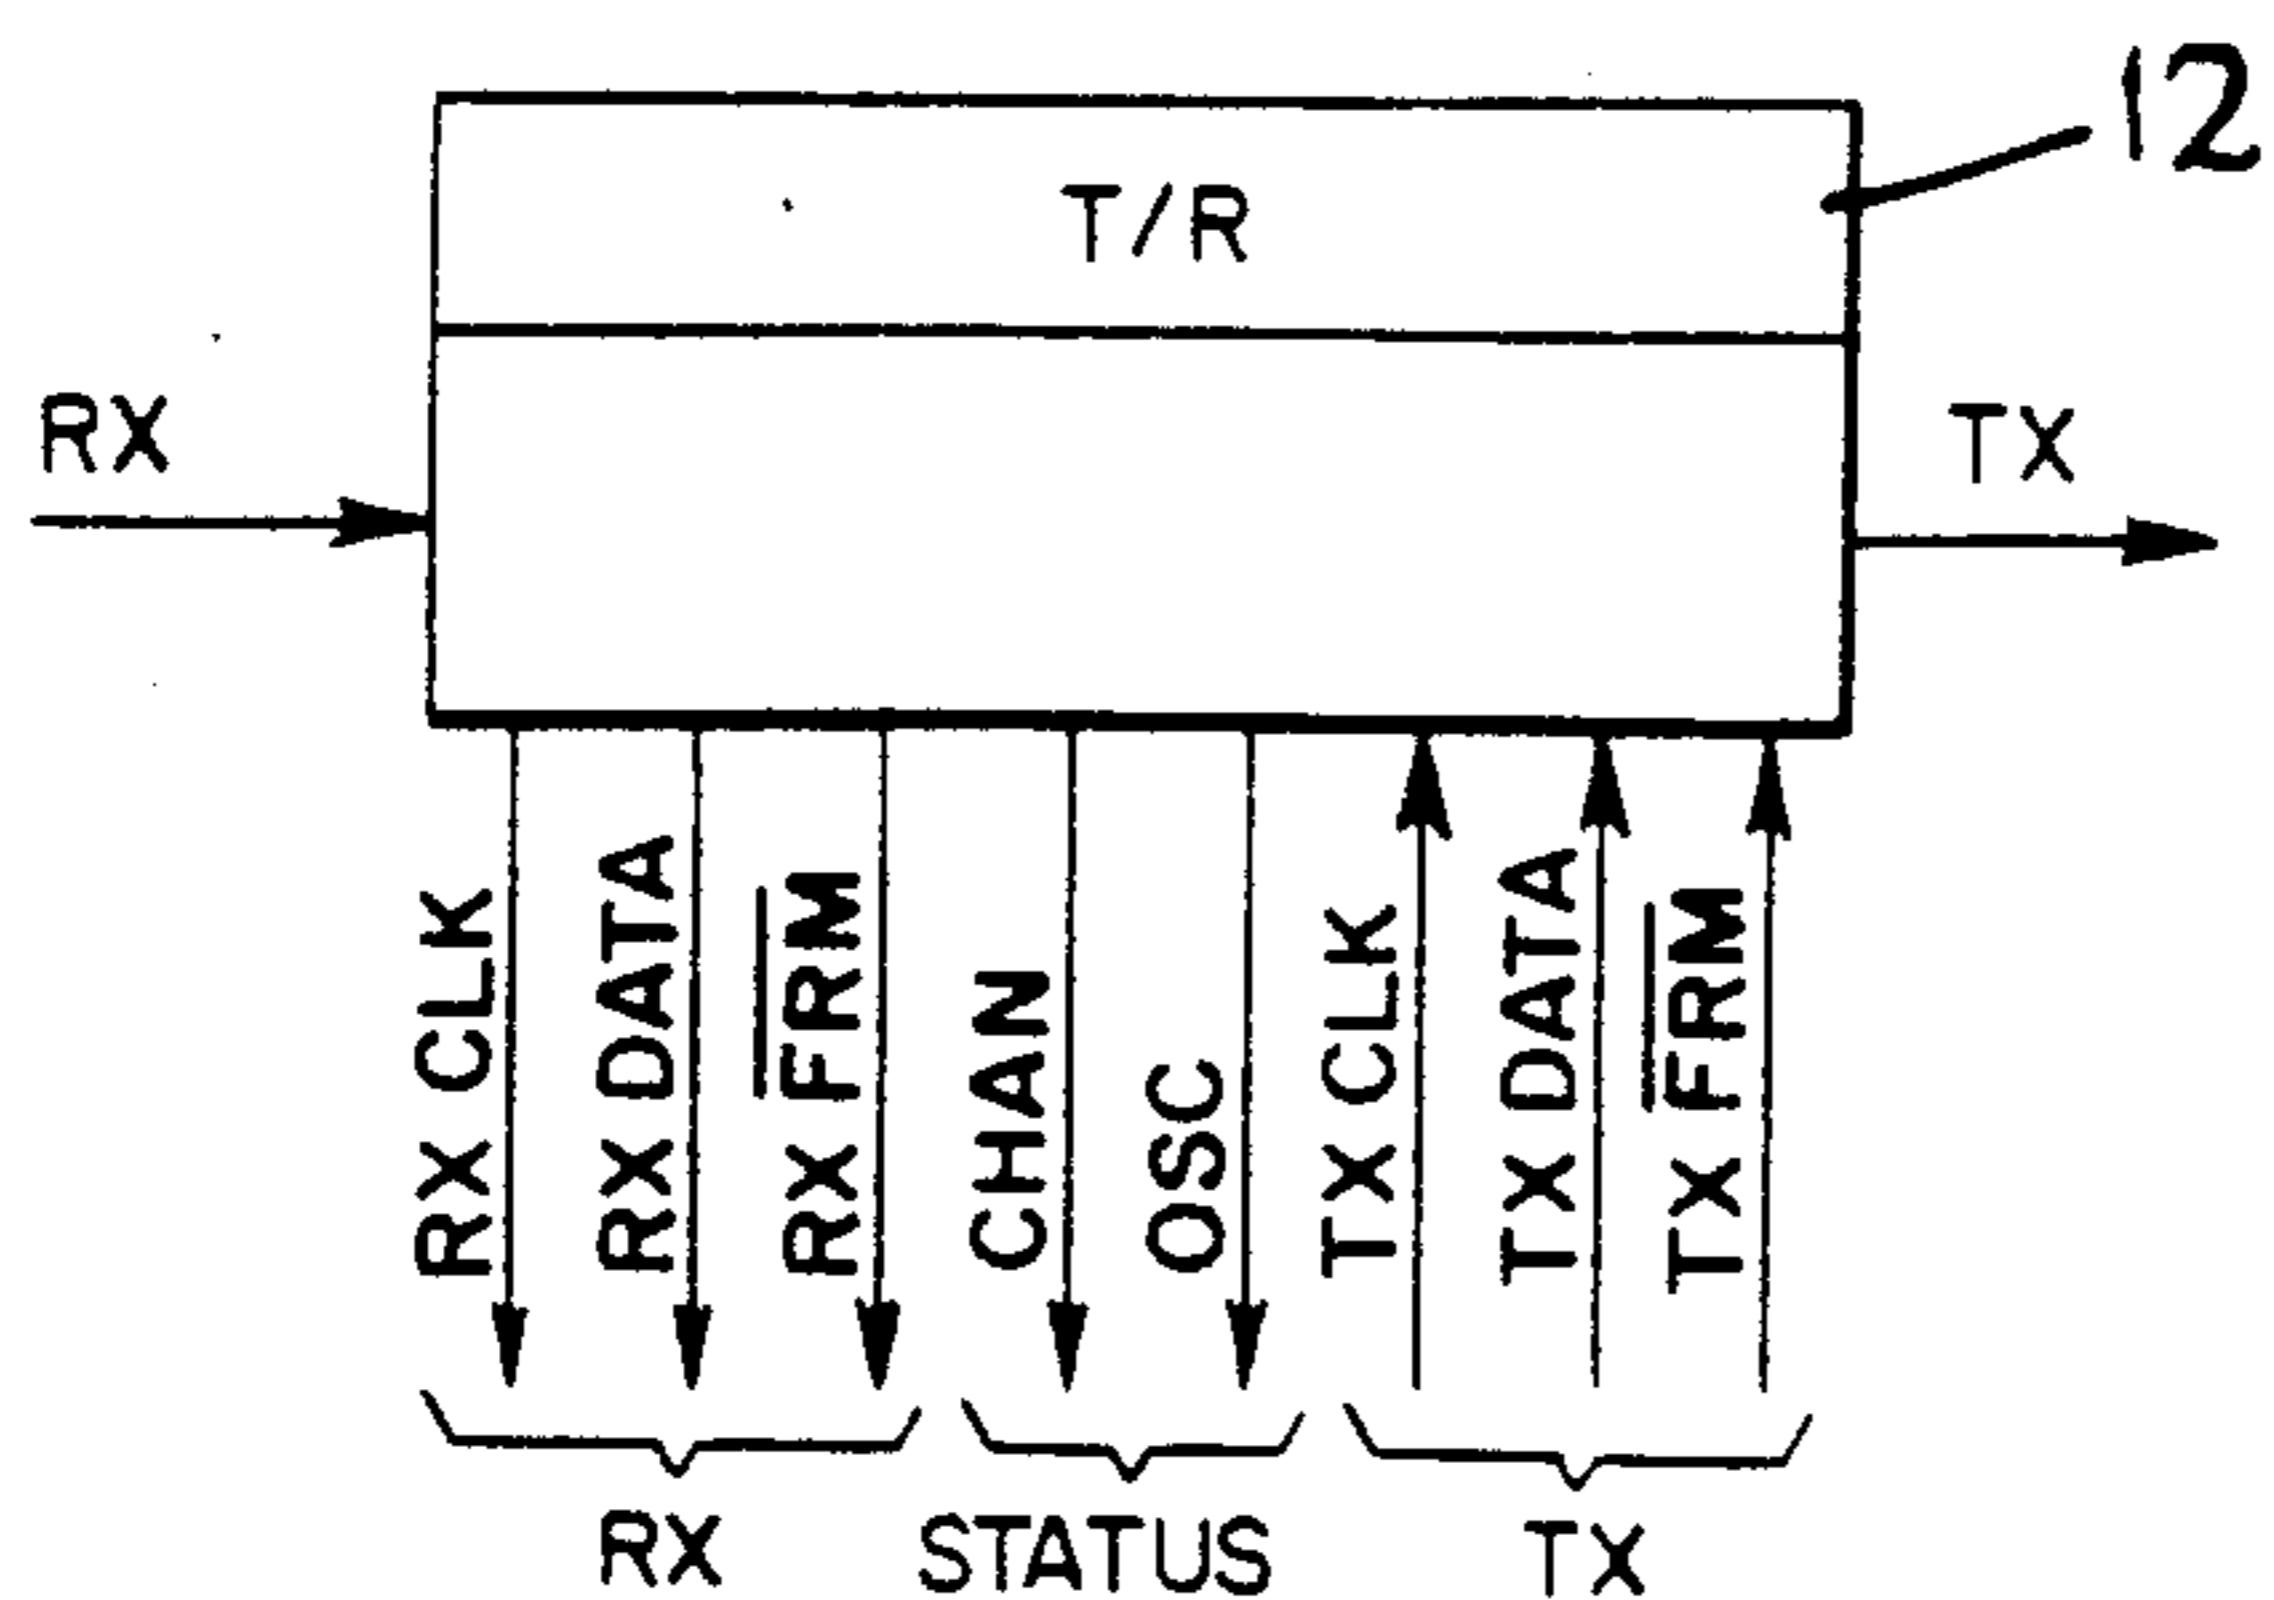 12
T/R
RX
TX
RX CLK
RX DATA
RX F̅R̅M̅
CHAN
OSC
TX CLK
TX DATA
TX F̅R̅M̅
RX
STATUS
TX